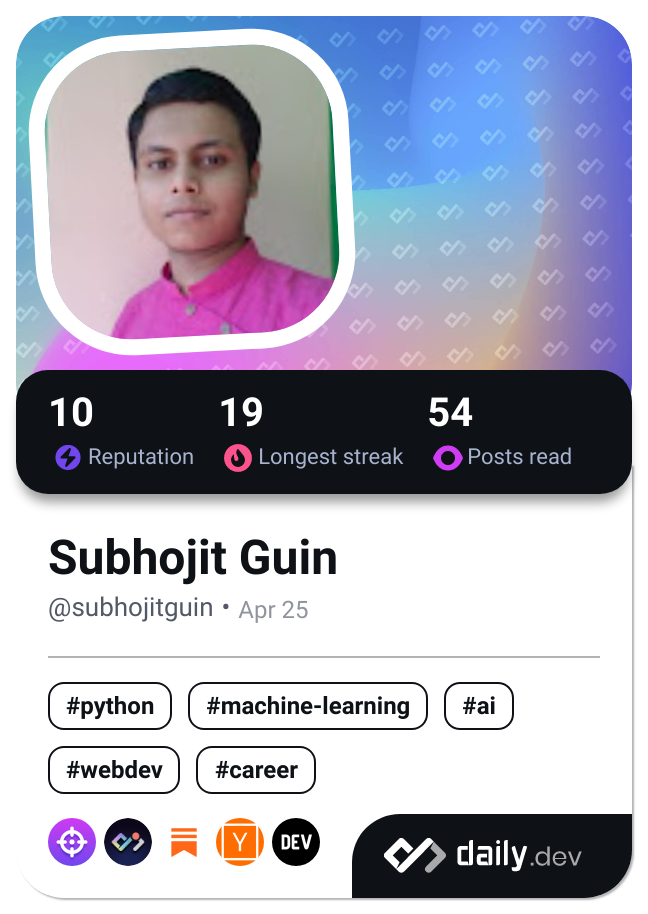 10 19 54
Reputation Longest streak Posts read
Subhojit Guin
@subhojitguin • Apr 25
#python #machine-learning #ai
#webdev #career
Y DEV
daily.dev